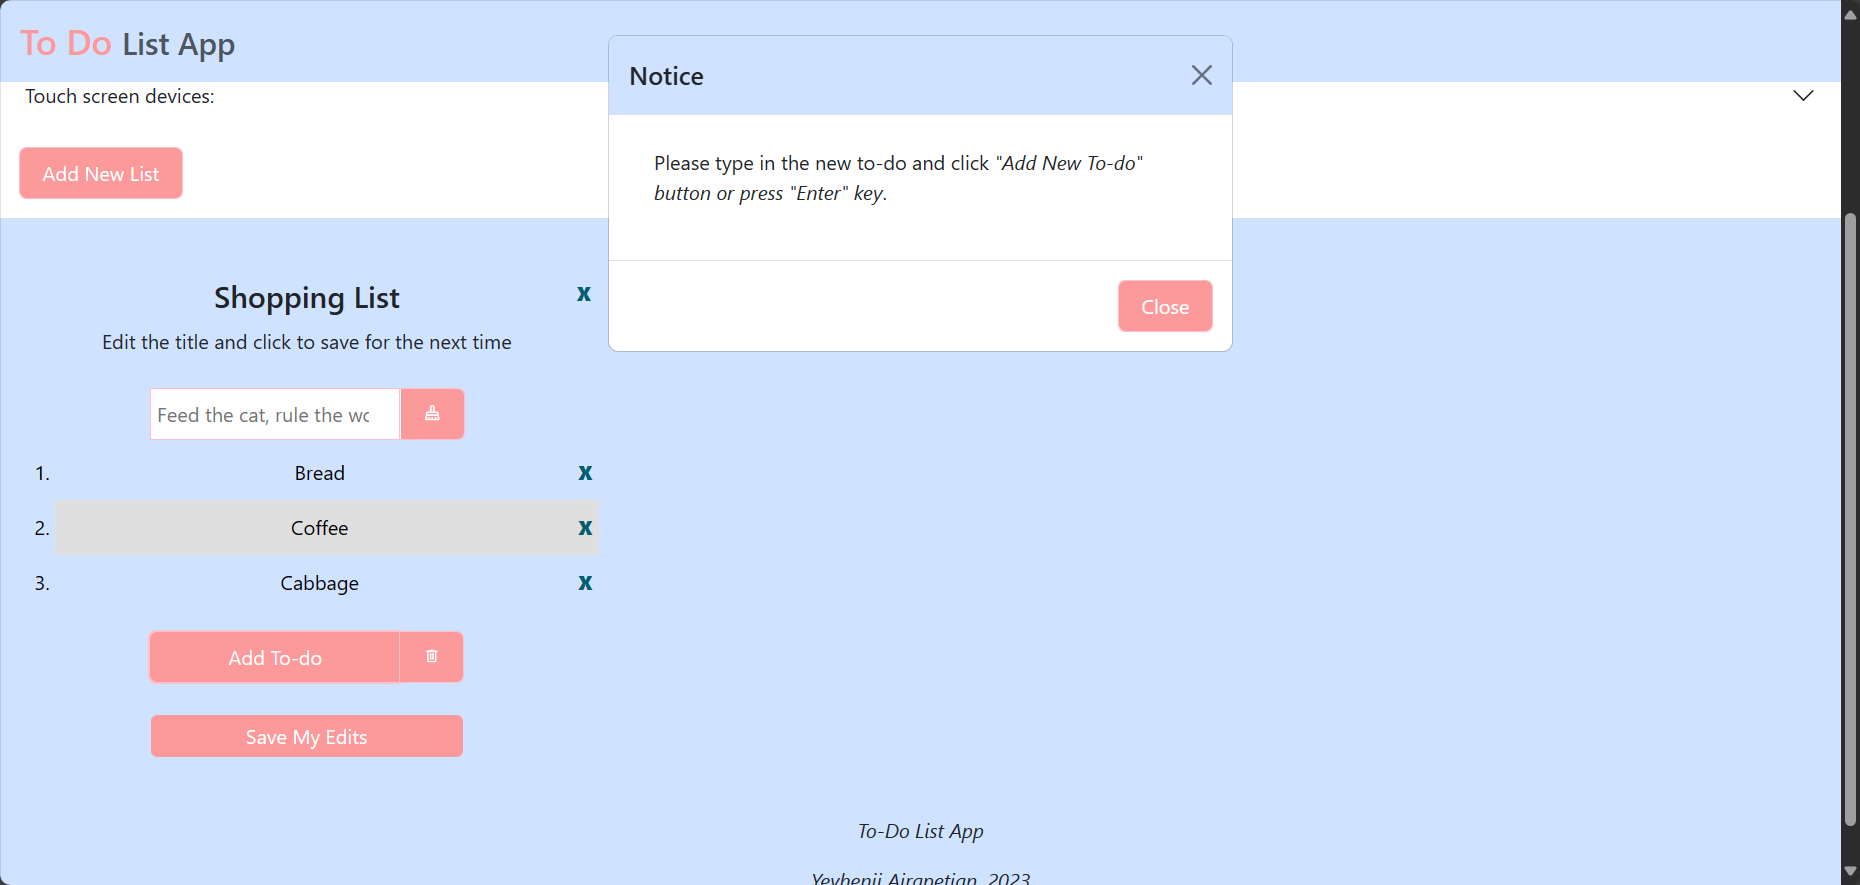 To Do List App
Touch screen devices:
Add New List
Notice
Please type in the new to-do and click "Add New To-do"
button or press "Enter" key.
Close
Shopping List
X
Edit the title and click to save for the next time
Feed the cat, rule the wo
1. Bread X
2. Coffee X
3. Cabbage X
Add To-do
Save My Edits
To-Do List App
Yevhenii Airapetian, 2023